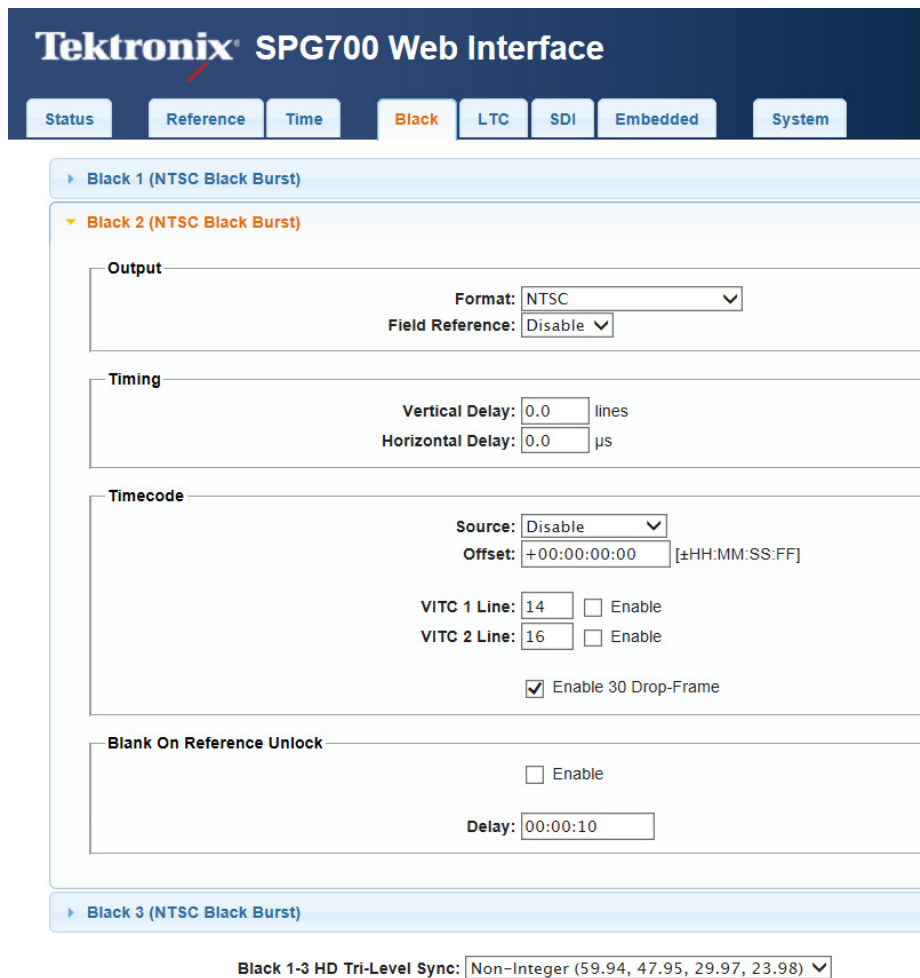 Tektronix SPG700 Web Interface
Status Reference Time Black LTC SDI Embedded System
Black 1 (NTSC Black Burst)
Black 2 (NTSC Black Burst)
Output
Format: NTSC
Field Reference: Disable
Timing
Vertical Delay: 0.0 lines
Horizontal Delay: 0.0 µs
Timecode
Source: Disable
Offset: +00:00:00:00 [±HH:MM:SS:FF]
VITC 1 Line: 14 Enable
VITC 2 Line: 16 Enable
Enable 30 Drop-Frame
Blank On Reference Unlock
Enable
Delay: 00:00:10
Black 3 (NTSC Black Burst)
Black 1-3 HD Tri-Level Sync: Non-Integer (59.94, 47.95, 29.97, 23.98)